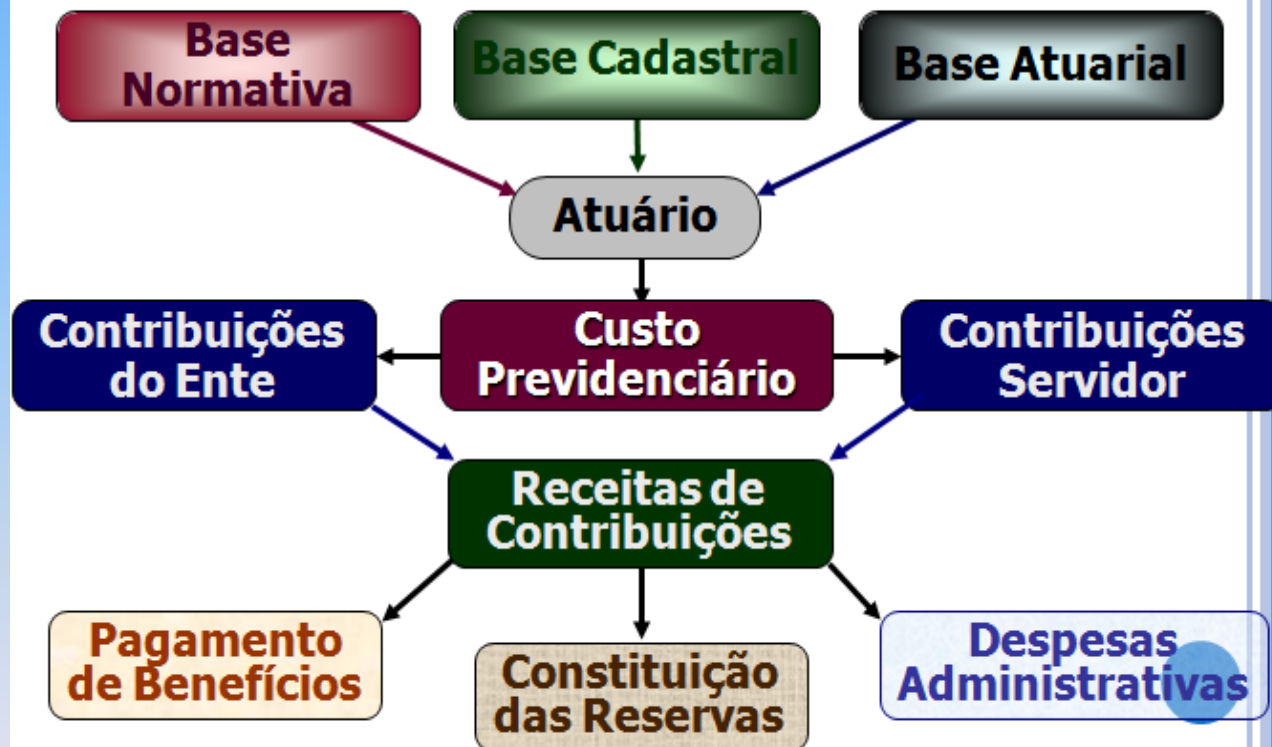 Base
Normativa
Base Cadastral
Base Atuarial
Atuário
Contribuições
do Ente
Custo
Previdenciário
Contribuições
Servidor
Receitas de
Contribuições
Pagamento
de Benefícios
Constituição
das Reservas
Despesas
Administrativas